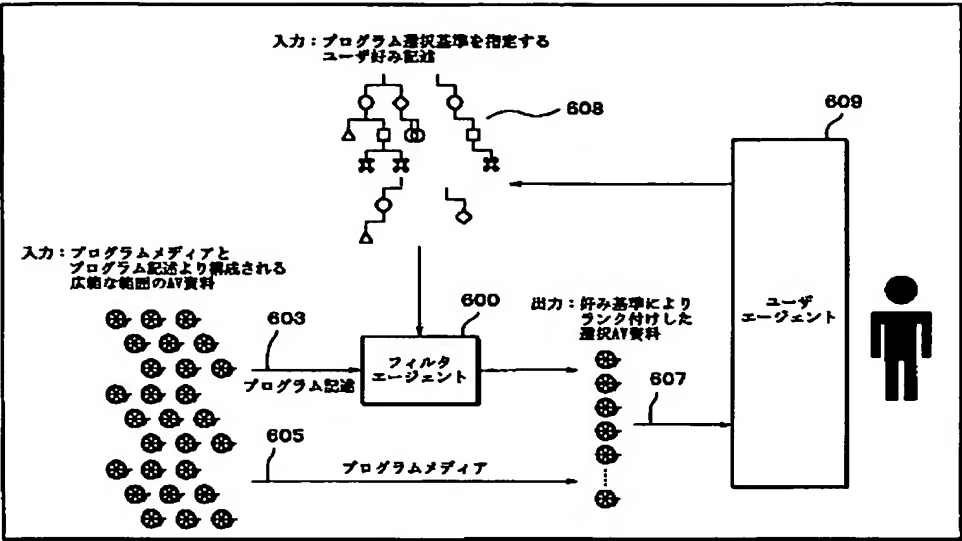 入力：プログラム選択基準を指定する
ユーザ好み記述
608
609
入力：プログラムメディアと
プログラム記述より構成される
広範な範囲のAV資料
603
プログラム記述
600
フィルタ
エージェント
出力：好み基準により
ランク付けした
選択AV資料
607
ユーザ
エージェント
605
プログラムメディア